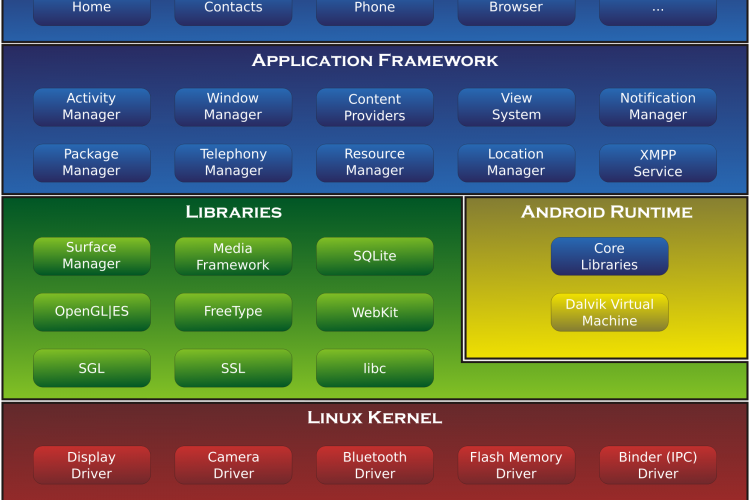 Home
Contacts
Phone
Browser
...
APPLICATION FRAMEWORK
Activity
Manager
Window
Manager
Content
Providers
View
System
Notification
Manager
Package
Manager
Telephony
Manager
Resource
Manager
Location
Manager
XMPP
Service
LIBRARIES
Surface
Manager
Media
Framework
SQLite
OpenGL|ES
FreeType
WebKit
SGL
SSL
libc
ANDROID RUNTIME
Core
Libraries
Dalvik Virtual
Machine
LINUX KERNEL
Display
Driver
Camera
Driver
Bluetooth
Driver
Flash Memory
Driver
Binder (IPC)
Driver